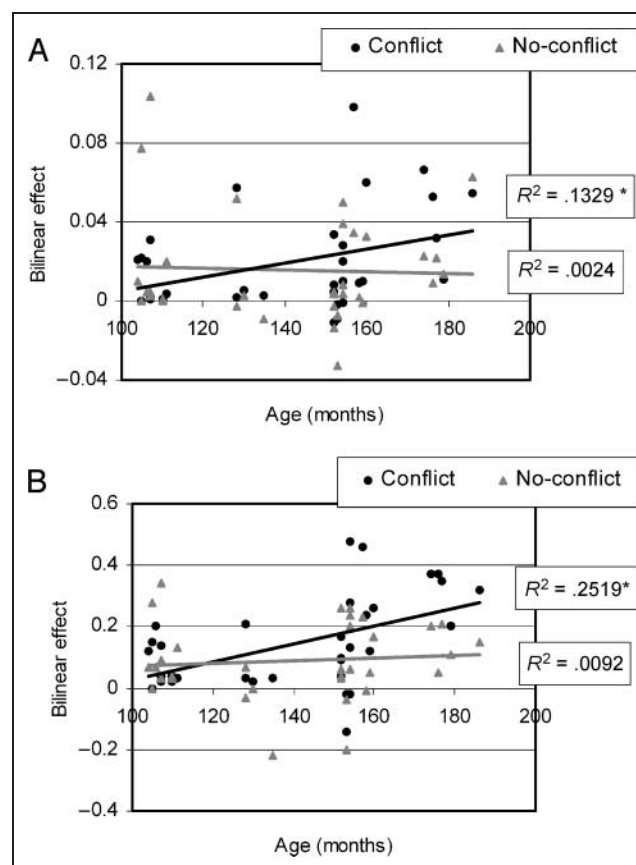 A
Conflict No-conflict
0.12
0.08
0.04
0
−0.04
Bilinear effect
100 120 140 160 180 200
Age (months)
R² = .1329 *
R² = .0024
B
Conflict No-conflict
0.6
0.4
0.2
0
−0.2
−0.4
Bilinear effect
100 120 140 160 180 200
Age (months)
R² = .2519*
R² = .0092